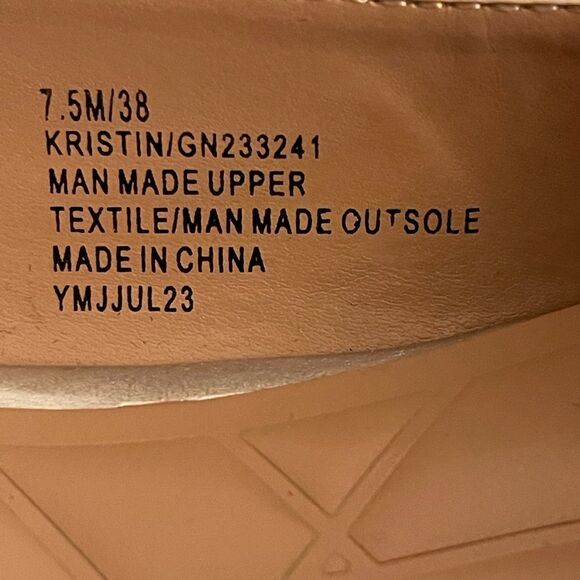 7.5M/38
KRISTIN/GN233241
MAN MADE UPPER
TEXTILE/MAN MADE OUTSOLE
MADE IN CHINA
YMJJUL23